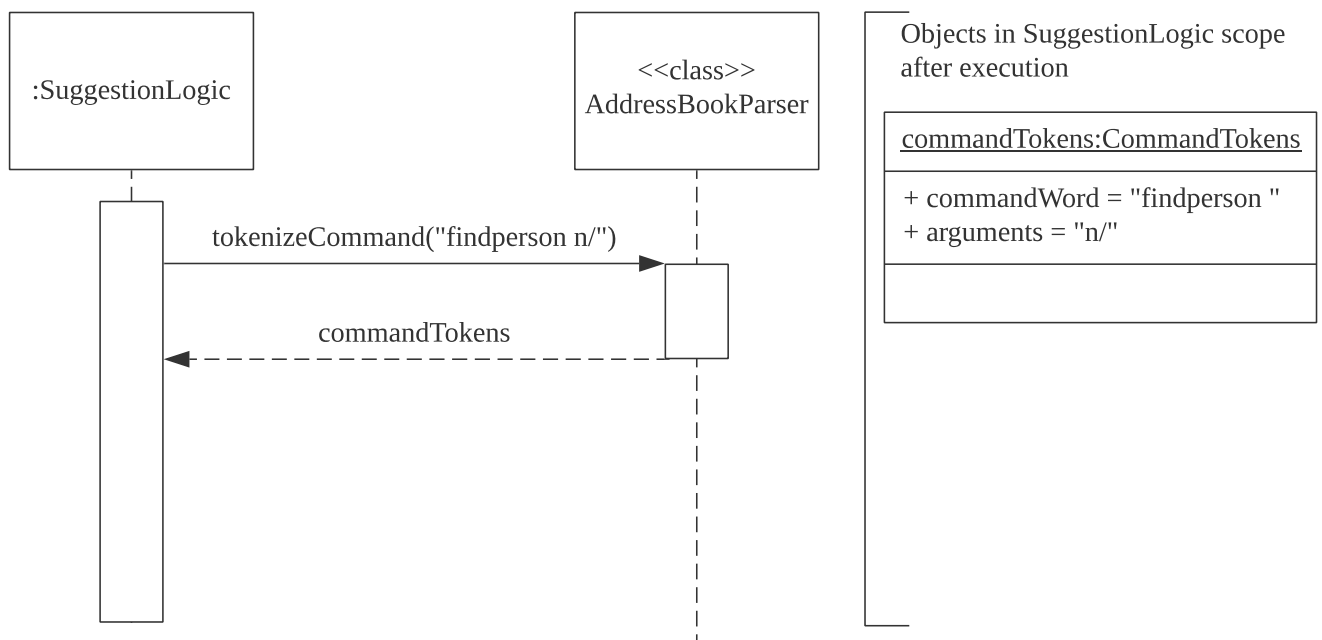 :SuggestionLogic
<<class>>
AddressBookParser
tokenizeCommand("findperson n/")
commandTokens
Objects in SuggestionLogic scope
after execution
commandTokens:CommandTokens
+ commandWord = "findperson "
+ arguments = "n/"